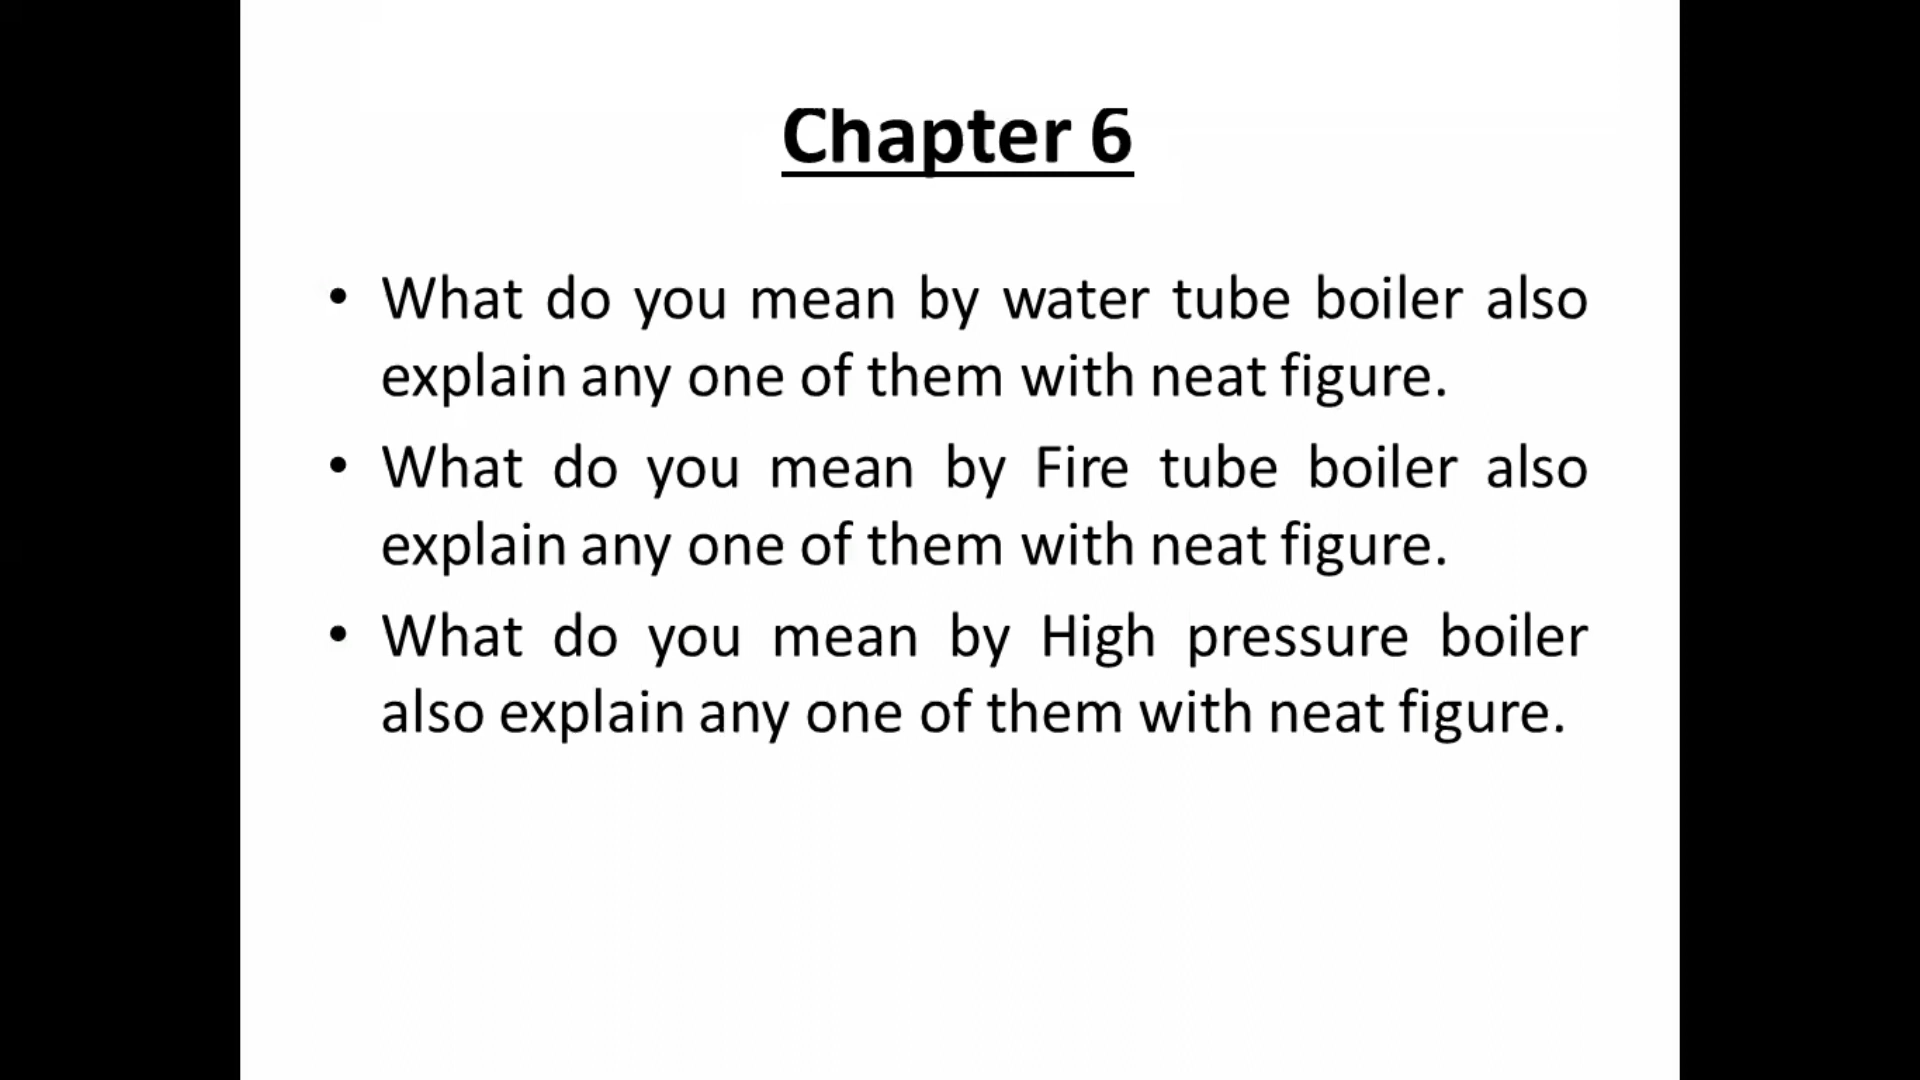 Chapter 6
• What do you mean by water tube boiler also
explain any one of them with neat figure.
• What do you mean by Fire tube boiler also
explain any one of them with neat figure.
• What do you mean by High pressure boiler
also explain any one of them with neat figure.